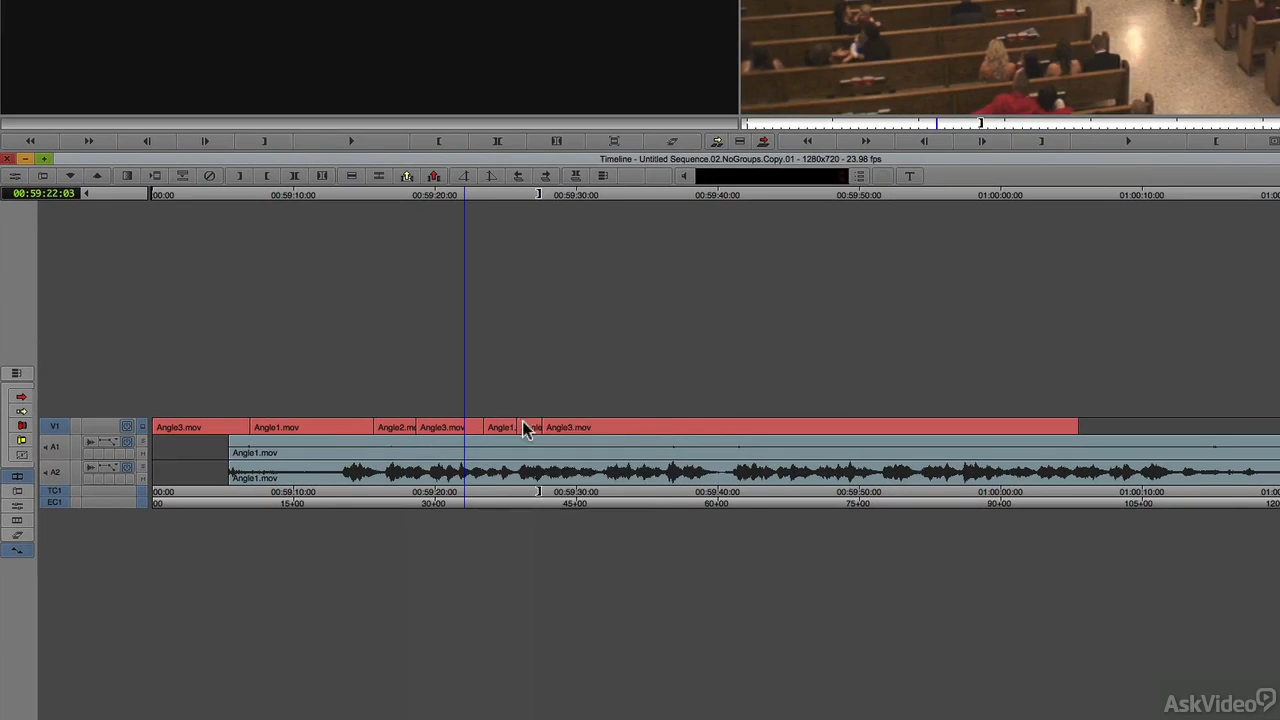 Timeline - Untitled Sequence.02.NoGroups.Copy.01 - 1280x720 - 23.98 fps
T
00:59:22:03
00:00 00:59:10:00 00:59:20:00 00:59:30:00 00:59:40:00 00:59:50:00 01:00:00:00 01:00:10:00 01:00
V1 Angle3.mov Angle1.mov Angle2.m Angle3.mov Angle1. Angle3.mov
A1 Angle1.mov
A2 Angle1.mov
TC1 00:00 00:59:10:00 00:59:20:00 00:59:30:00 00:59:40:00 00:59:50:00 01:00:00:00 01:00:10:00 01:00
EC1 00 15+00 30+00 45+00 60+00 75+00 90+00 105+00 120
AskVideo